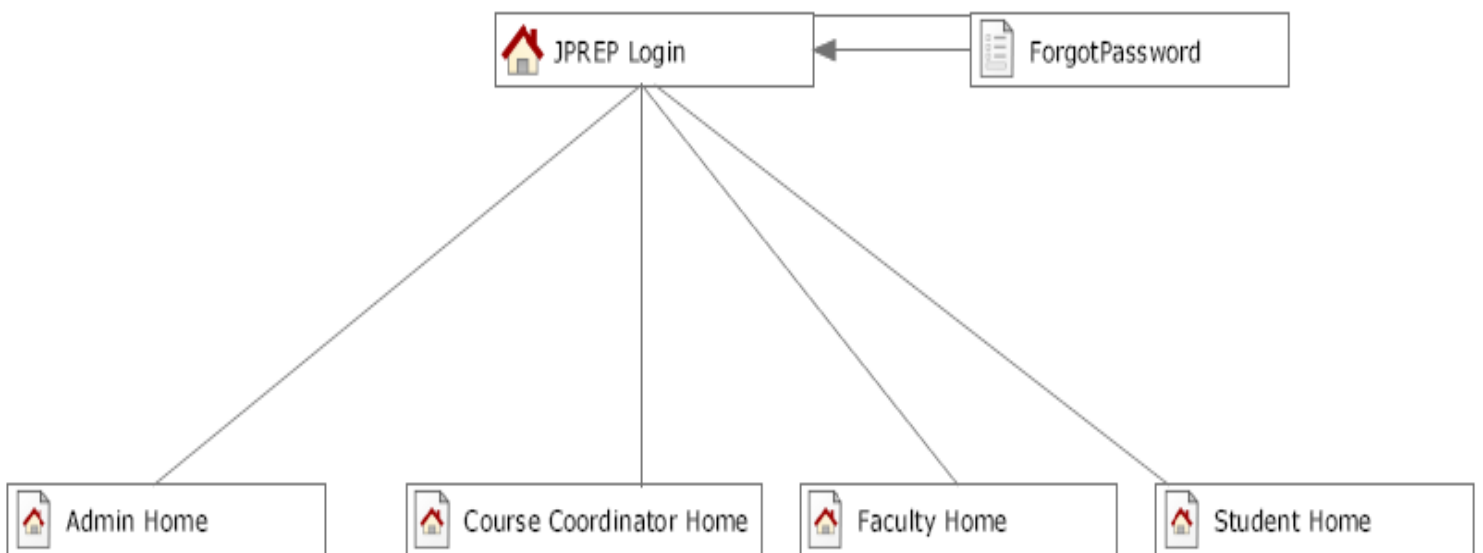 JPREP Login
ForgotPassword
Admin Home
Course Coordinator Home
Faculty Home
Student Home